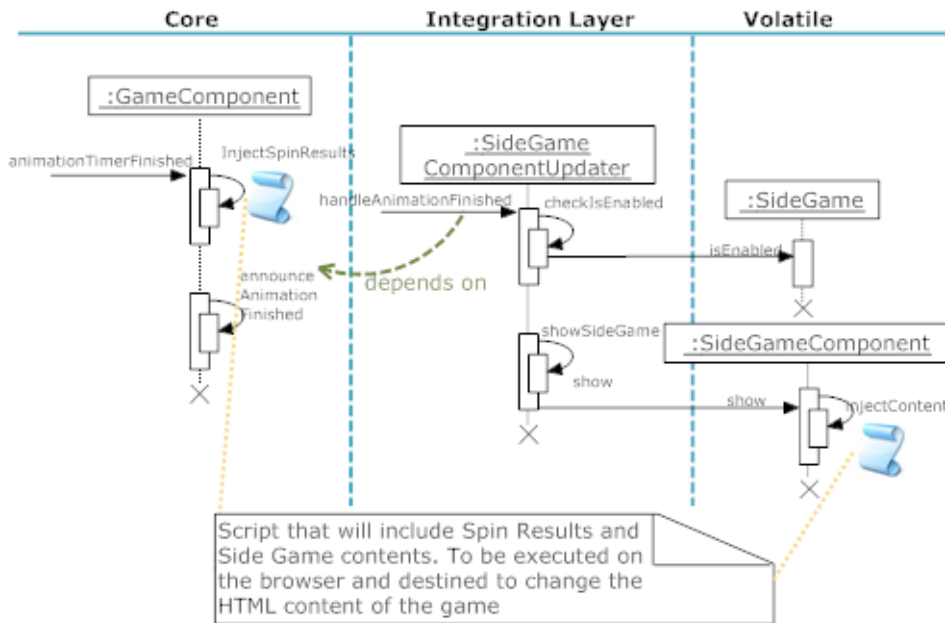 Core
Integration Layer
Volatile
:GameComponent
animationTimerFinished
InjectSpinResults
:SideGame
ComponentUpdater
handleAnimationFinished
checkIsEnabled
:SideGame
isEnabled
depends on
announce
Animation
Finished
showSideGame
show
:SideGameComponent
show
injectContent
Script that will include Spin Results and
Side Game contents. To be executed on
the browser and destined to change the
HTML content of the game